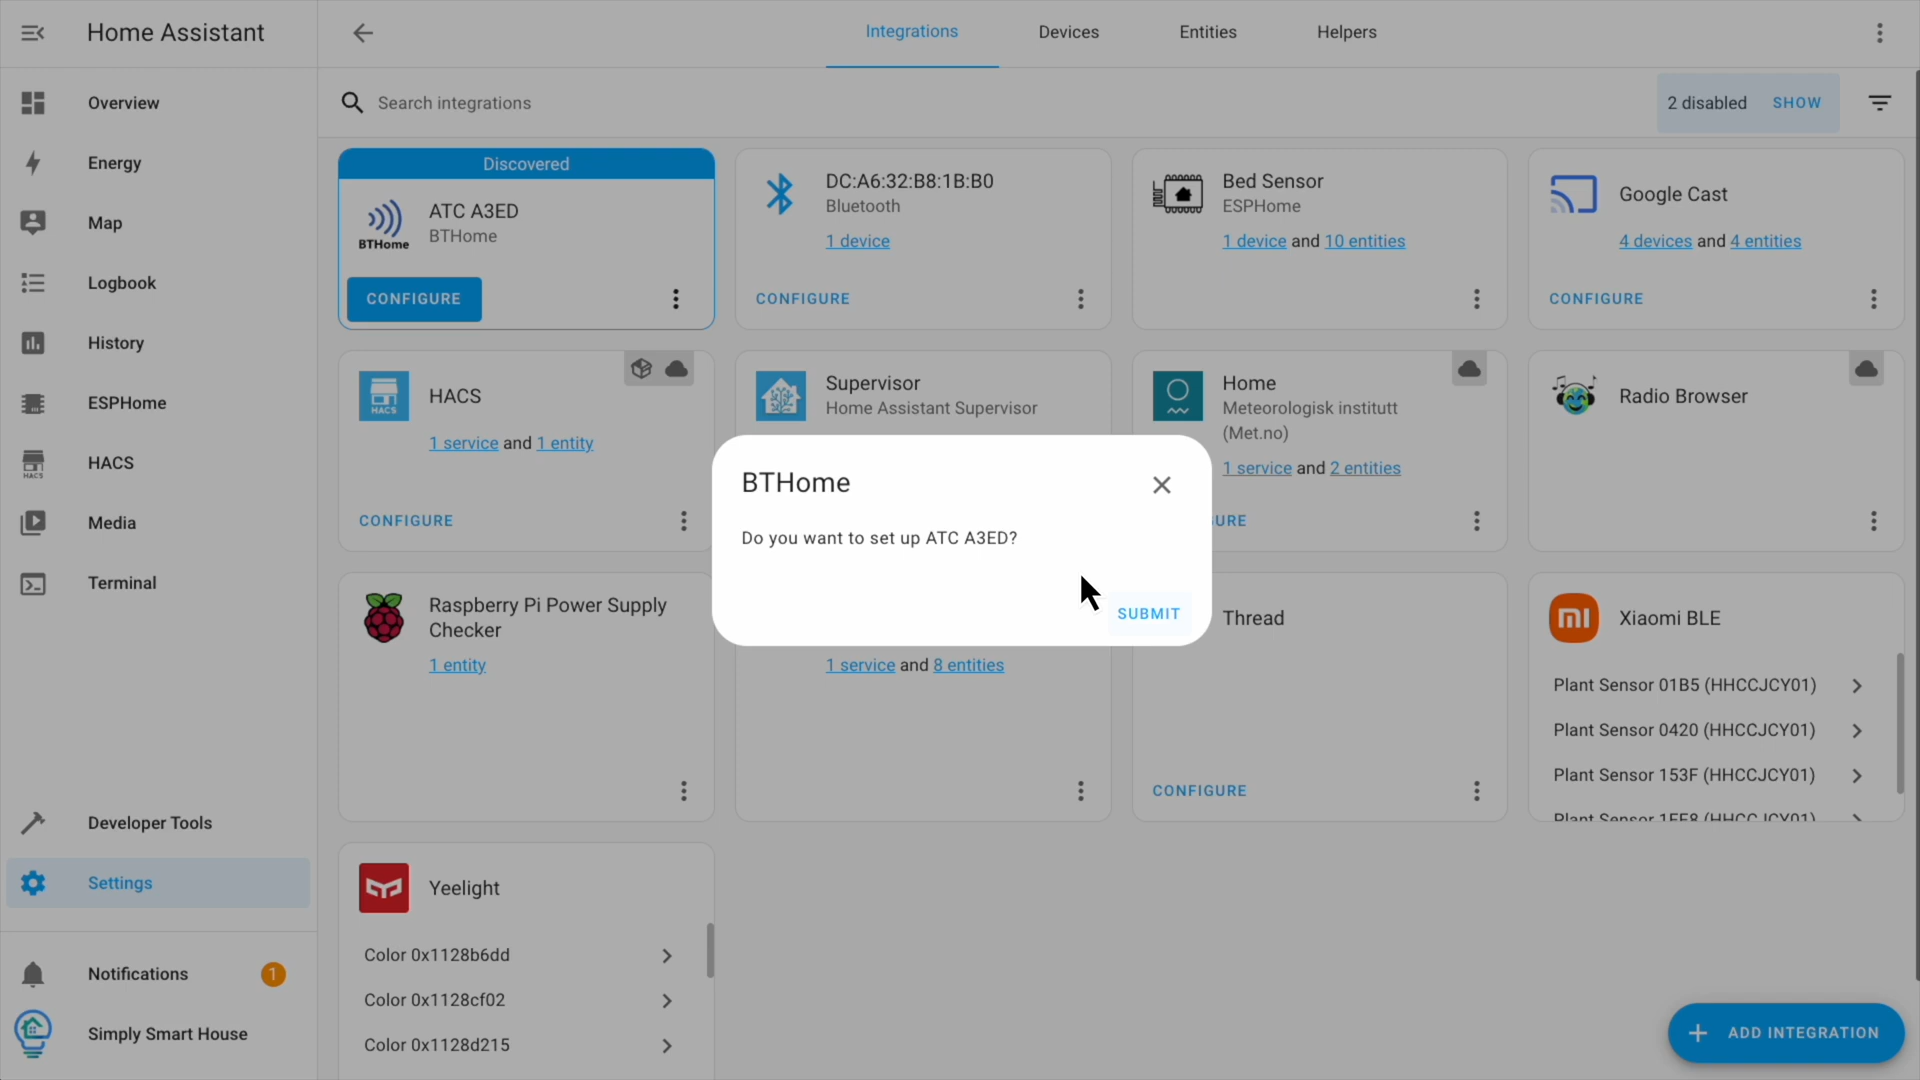 Home Assistant
Integrations
Devices
Entities
Helpers
Overview
Energy
Map
Logbook
History
ESPHome
HACS
Media
Terminal
Developer Tools
Settings
Notifications
1
Simply Smart House
Search integrations
2 disabled
SHOW
Discovered
BTHome
ATC A3ED
BTHome
CONFIGURE
DC:A6:32:B8:1B:B0
Bluetooth
1 device
CONFIGURE
Bed Sensor
ESPHome
1 device and 10 entities
Google Cast
4 devices and 4 entities
CONFIGURE
HACS
HACS
1 service and 1 entity
CONFIGURE
Supervisor
Home Assistant Supervisor
Home
Meteorologisk institutt
(Met.no)
1 service and 2 entities
URE
Radio Browser
BTHome
Do you want to set up ATC A3ED?
SUBMIT
Raspberry Pi Power Supply
Checker
1 entity
1 service and 8 entities
Thread
CONFIGURE
Xiaomi BLE
Plant Sensor 01B5 (HHCCJCY01)
Plant Sensor 0420 (HHCCJCY01)
Plant Sensor 153F (HHCCJCY01)
Plant Sensor
Yeelight
Color 0x1128b6dd
Color 0x1128cf02
Color 0x1128d215
ADD INTEGRATION